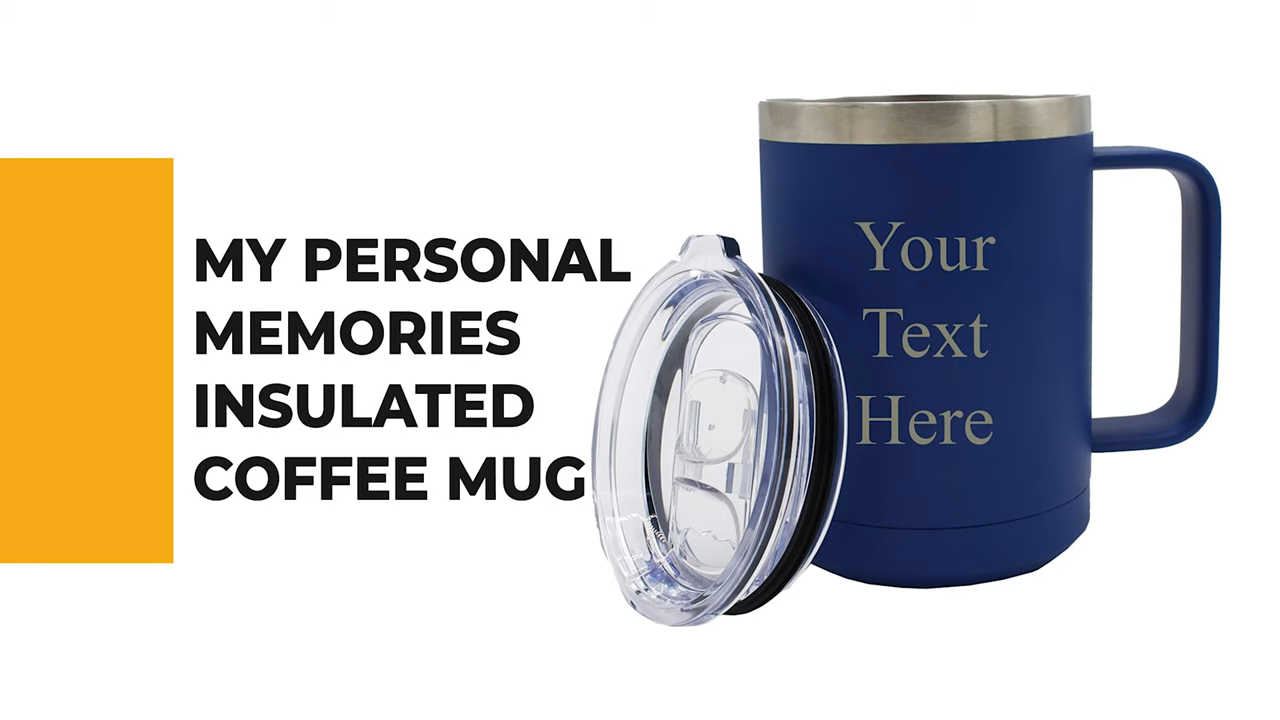 MY PERSONAL
MEMORIES
INSULATED
COFFEE MUG
Your
Text
Here